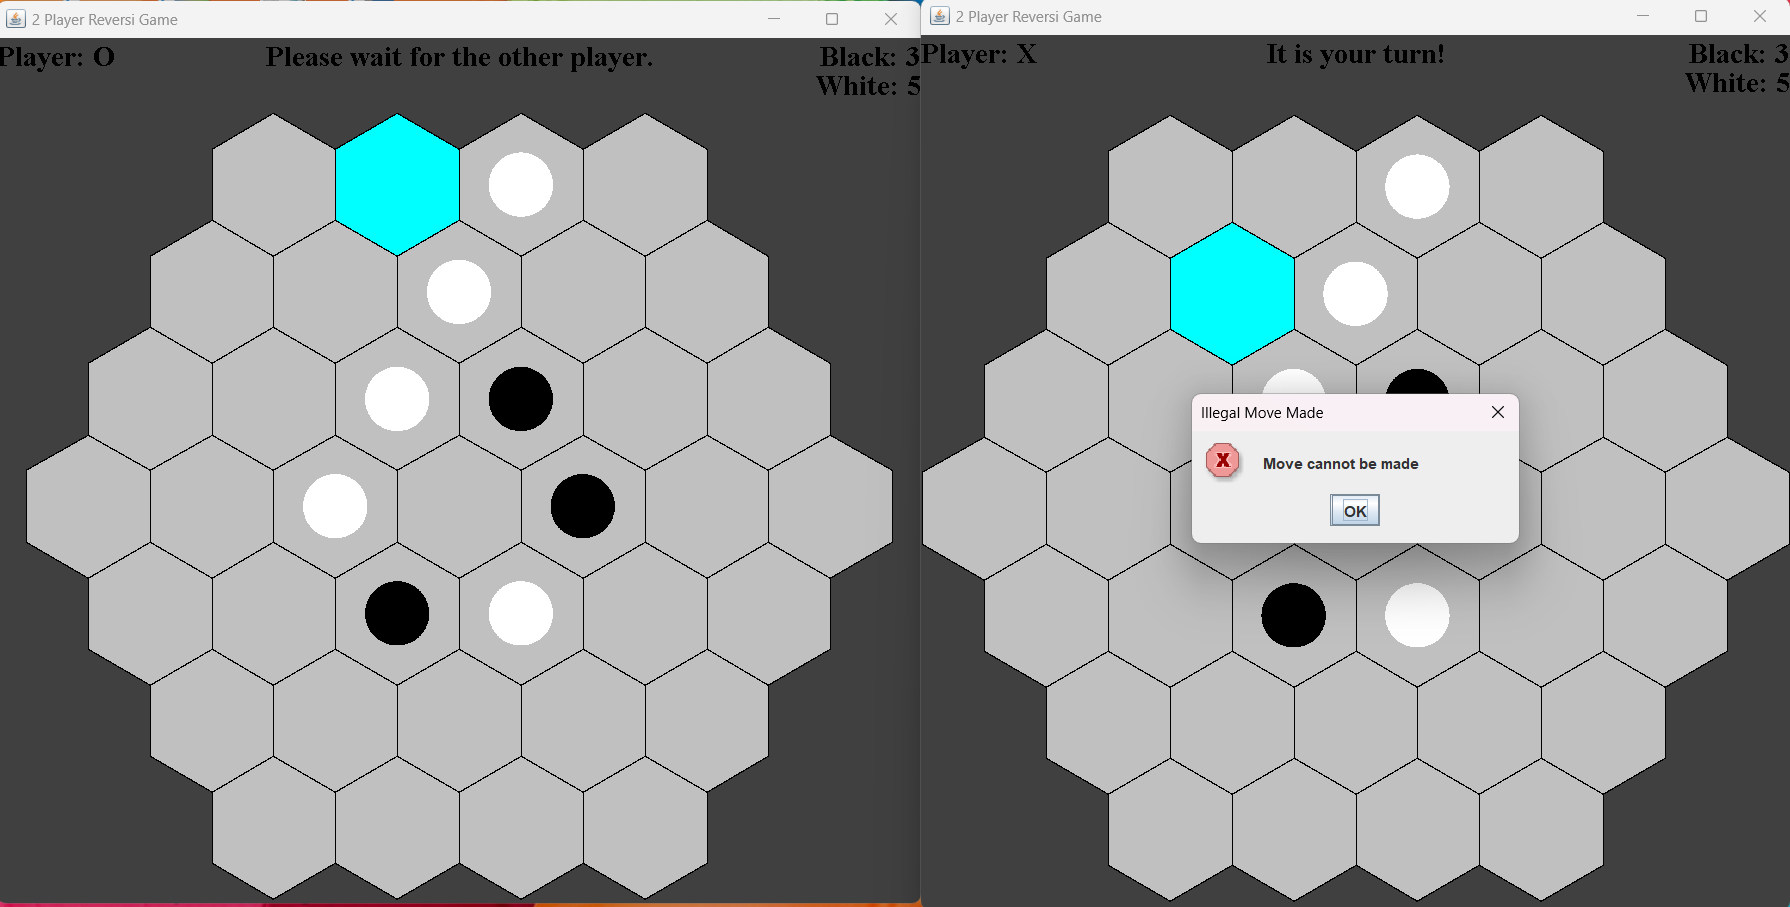 2 Player Reversi Game
Player: O
Please wait for the other player.
Black: 3
White: 5
2 Player Reversi Game
Player: X
It is your turn!
Black: 3
White: 5
Illegal Move Made
X
Move cannot be made
OK